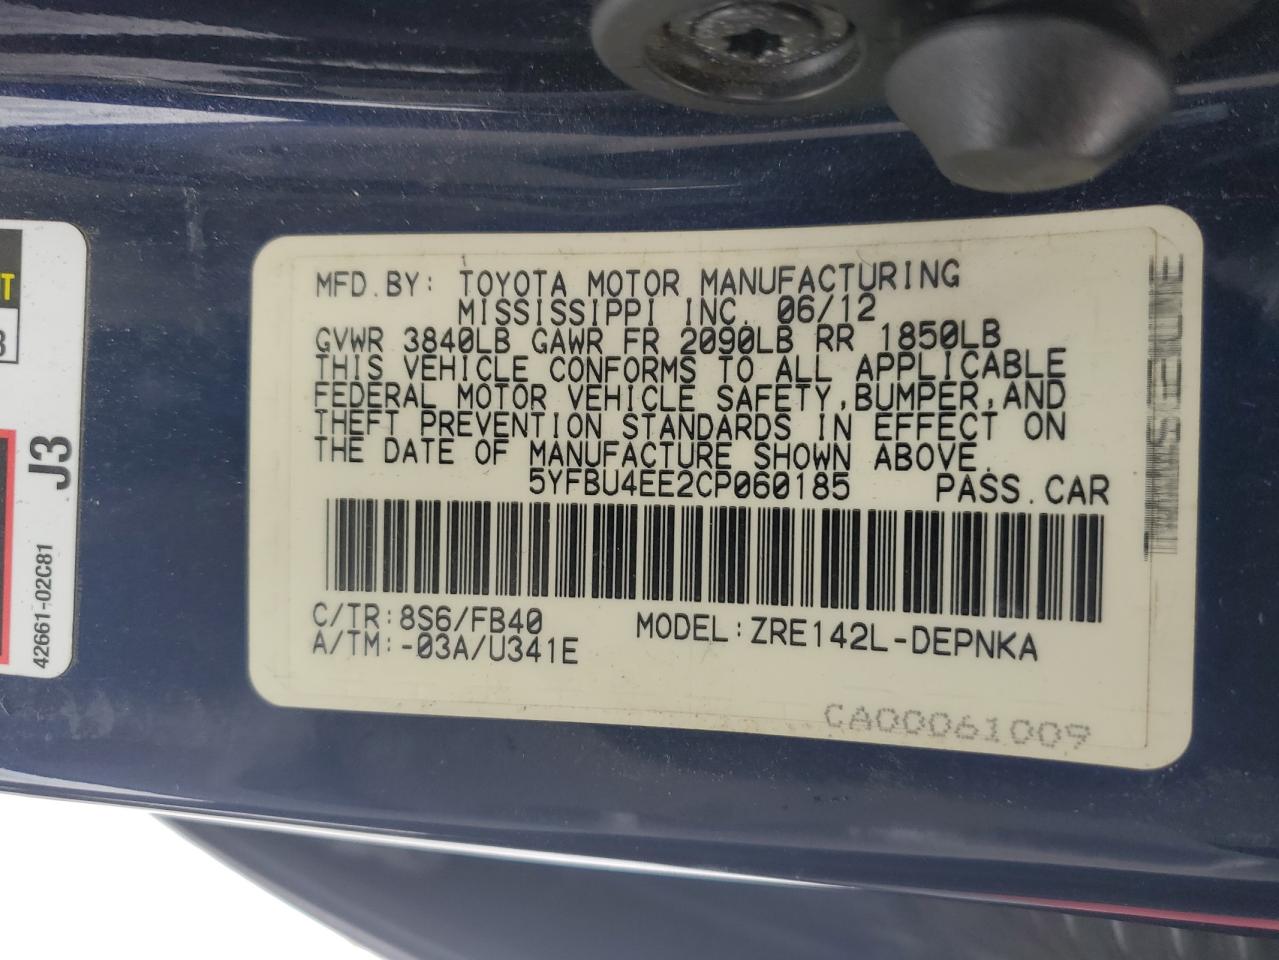 MFD.BY: TOYOTA MOTOR MANUFACTURING
MISSISSIPPI INC. 06/12
GVWR 3840LB GAWR FR 2090LB RR 1850LB
THIS VEHICLE CONFORMS TO ALL APPLICABLE
FEDERAL MOTOR VEHICLE SAFETY,BUMPER,AND
THEFT PREVENTION STANDARDS IN EFFECT ON
THE DATE OF MANUFACTURE SHOWN ABOVE.
5YFBU4EE2CP060185 PASS.CAR
C/TR:8S6/FB40 MODEL:ZRE142L-DEPNKA
A/TM:-03A/U341E
CA00061009
J3
42661-02C81